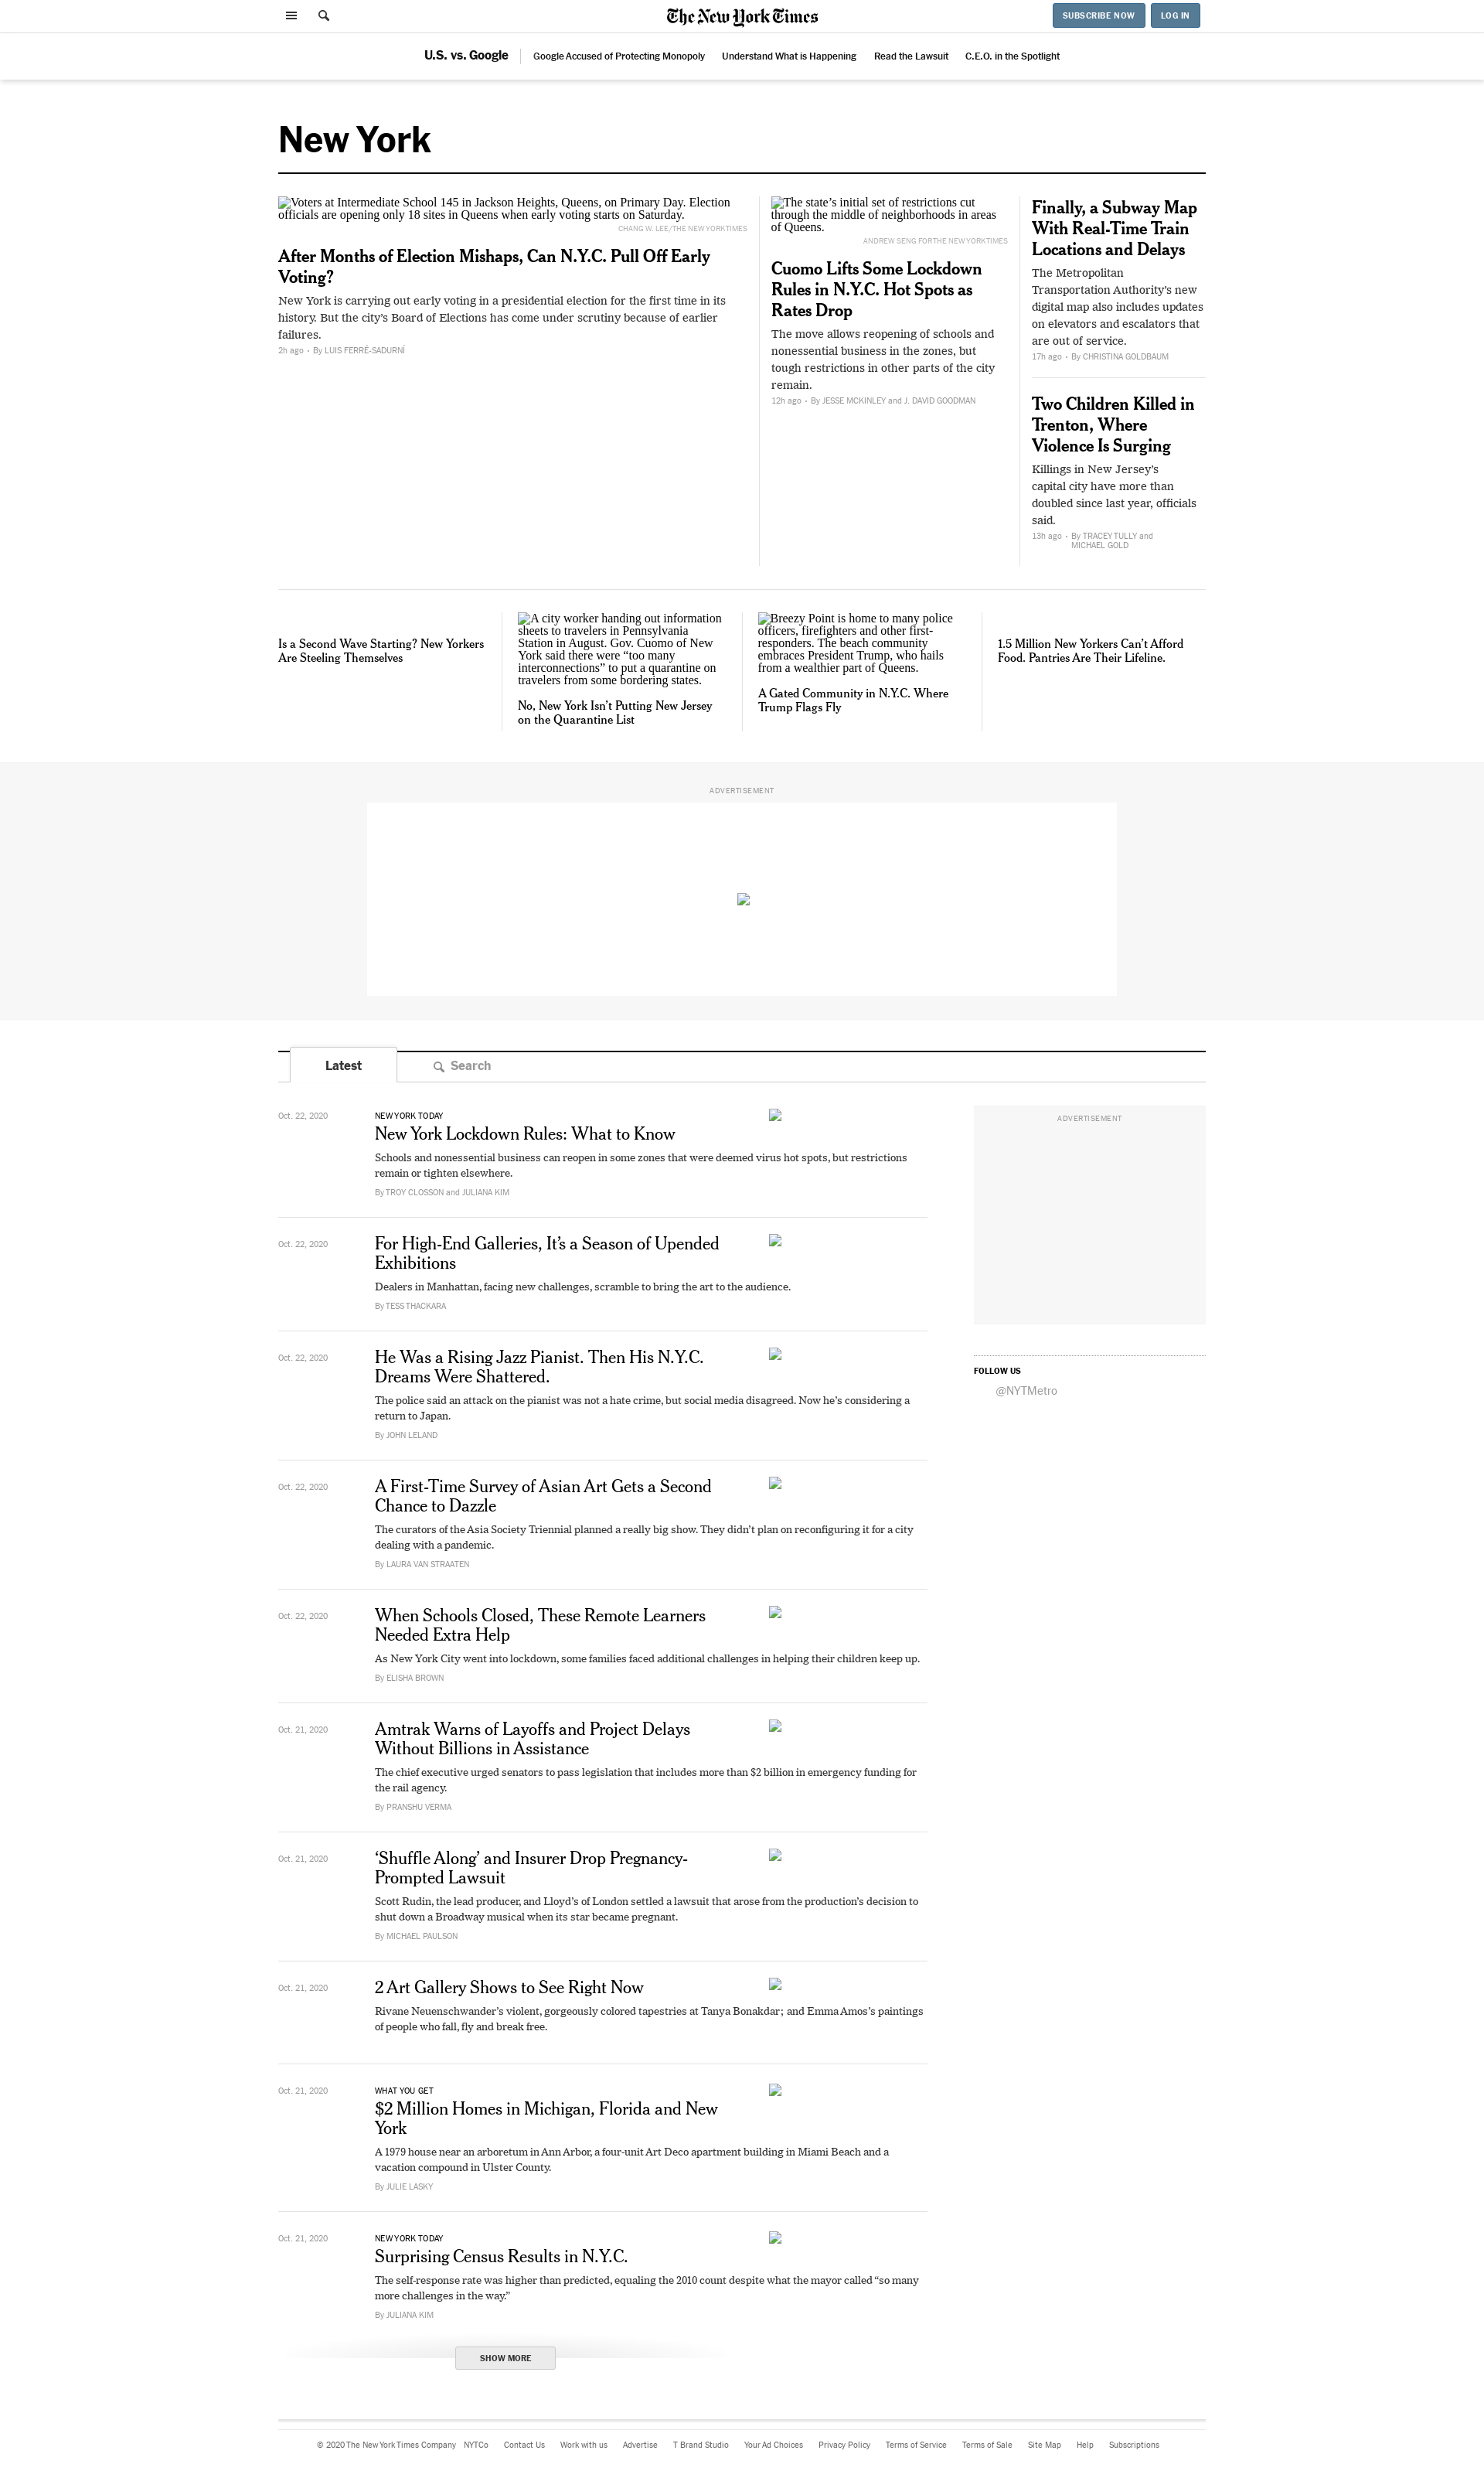 The New York Times
SUBSCRIBE NOW
LOG IN
U.S. vs. Google
Google Accused of Protecting Monopoly
Understand What is Happening
Read the Lawsuit
C.E.O. in the Spotlight
New York
Voters at Intermediate School 145 in Jackson Heights, Queens, on Primary Day. Election
officials are opening only 18 sites in Queens when early voting starts on Saturday.
CHANG W. LEE/THE NEW YORK TIMES
After Months of Election Mishaps, Can N.Y.C. Pull Off Early
Voting?
New York is carrying out early voting in a presidential election for the first time in its
history. But the city’s Board of Elections has come under scrutiny because of earlier
failures.
2h ago • By LUIS FERRÉ-SADURNÍ
The state’s initial set of restrictions cut
through the middle of neighborhoods in areas
of Queens.
ANDREW SENG FOR THE NEW YORK TIMES
Cuomo Lifts Some Lockdown
Rules in N.Y.C. Hot Spots as
Rates Drop
The move allows reopening of schools and
nonessential business in the zones, but
tough restrictions in other parts of the city
remain.
12h ago • By JESSE MCKINLEY and J. DAVID GOODMAN
Finally, a Subway Map
With Real-Time Train
Locations and Delays
The Metropolitan
Transportation Authority’s new
digital map also includes updates
on elevators and escalators that
are out of service.
17h ago • By CHRISTINA GOLDBAUM
Two Children Killed in
Trenton, Where
Violence Is Surging
Killings in New Jersey’s
capital city have more than
doubled since last year, officials
said.
13h ago • By TRACEY TULLY and
MICHAEL GOLD
Is a Second Wave Starting? New Yorkers
Are Steeling Themselves
A city worker handing out information
sheets to travelers in Pennsylvania
Station in August. Gov. Cuomo of New
York said there were “too many
interconnections” to put a quarantine on
travelers from some bordering states.
No, New York Isn’t Putting New Jersey
on the Quarantine List
Breezy Point is home to many police
officers, firefighters and other first-
responders. The beach community
embraces President Trump, who hails
from a wealthier part of Queens.
A Gated Community in N.Y.C. Where
Trump Flags Fly
1.5 Million New Yorkers Can’t Afford
Food. Pantries Are Their Lifeline.
ADVERTISEMENT
Latest
Search
Oct. 22, 2020
NEW YORK TODAY
New York Lockdown Rules: What to Know
Schools and nonessential business can reopen in some zones that were deemed virus hot spots, but restrictions
remain or tighten elsewhere.
By TROY CLOSSON and JULIANA KIM
ADVERTISEMENT
Oct. 22, 2020
For High-End Galleries, It’s a Season of Upended
Exhibitions
Dealers in Manhattan, facing new challenges, scramble to bring the art to the audience.
By TESS THACKARA
FOLLOW US
@NYTMetro
Oct. 22, 2020
He Was a Rising Jazz Pianist. Then His N.Y.C.
Dreams Were Shattered.
The police said an attack on the pianist was not a hate crime, but social media disagreed. Now he’s considering a
return to Japan.
By JOHN LELAND
Oct. 22, 2020
A First-Time Survey of Asian Art Gets a Second
Chance to Dazzle
The curators of the Asia Society Triennial planned a really big show. They didn’t plan on reconfiguring it for a city
dealing with a pandemic.
By LAURA VAN STRAATEN
Oct. 22, 2020
When Schools Closed, These Remote Learners
Needed Extra Help
As New York City went into lockdown, some families faced additional challenges in helping their children keep up.
By ELISHA BROWN
Oct. 21, 2020
Amtrak Warns of Layoffs and Project Delays
Without Billions in Assistance
The chief executive urged senators to pass legislation that includes more than $2 billion in emergency funding for
the rail agency.
By PRANSHU VERMA
Oct. 21, 2020
‘Shuffle Along’ and Insurer Drop Pregnancy-
Prompted Lawsuit
Scott Rudin, the lead producer, and Lloyd’s of London settled a lawsuit that arose from the production’s decision to
shut down a Broadway musical when its star became pregnant.
By MICHAEL PAULSON
Oct. 21, 2020
2 Art Gallery Shows to See Right Now
Rivane Neuenschwander’s violent, gorgeously colored tapestries at Tanya Bonakdar; and Emma Amos’s paintings
of people who fall, fly and break free.
Oct. 21, 2020
WHAT YOU GET
$2 Million Homes in Michigan, Florida and New
York
A 1979 house near an arboretum in Ann Arbor, a four-unit Art Deco apartment building in Miami Beach and a
vacation compound in Ulster County.
By JULIE LASKY
Oct. 21, 2020
NEW YORK TODAY
Surprising Census Results in N.Y.C.
The self-response rate was higher than predicted, equaling the 2010 count despite what the mayor called “so many
more challenges in the way.”
By JULIANA KIM
SHOW MORE
© 2020 The New York Times Company NYTCo Contact Us Work with us Advertise T Brand Studio Your Ad Choices Privacy Policy Terms of Service Terms of Sale Site Map Help Subscriptions